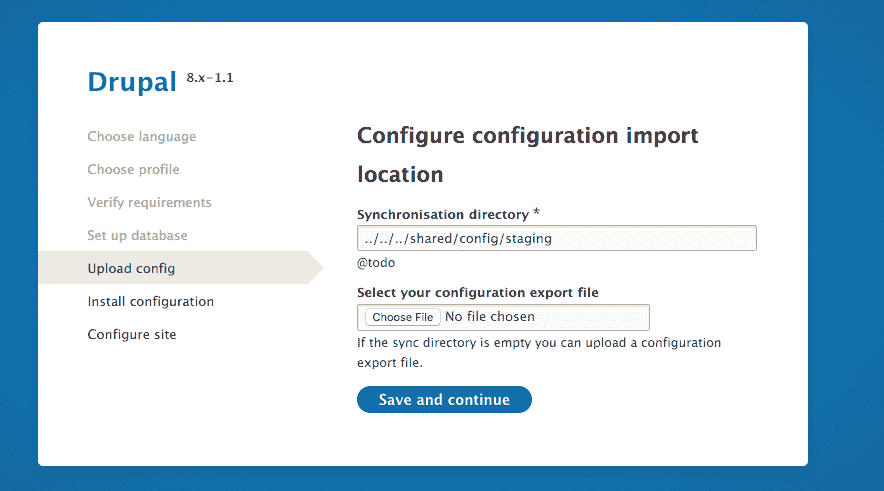 Drupal 8.x-1.1
Choose language
Choose profile
Verify requirements
Set up database
Upload config
Install configuration
Configure site
Configure configuration import
location
Synchronisation directory *
../../../shared/config/staging
@todo
Select your configuration export file
Choose File No file chosen
If the sync directory is empty you can upload a configuration
export file.
Save and continue